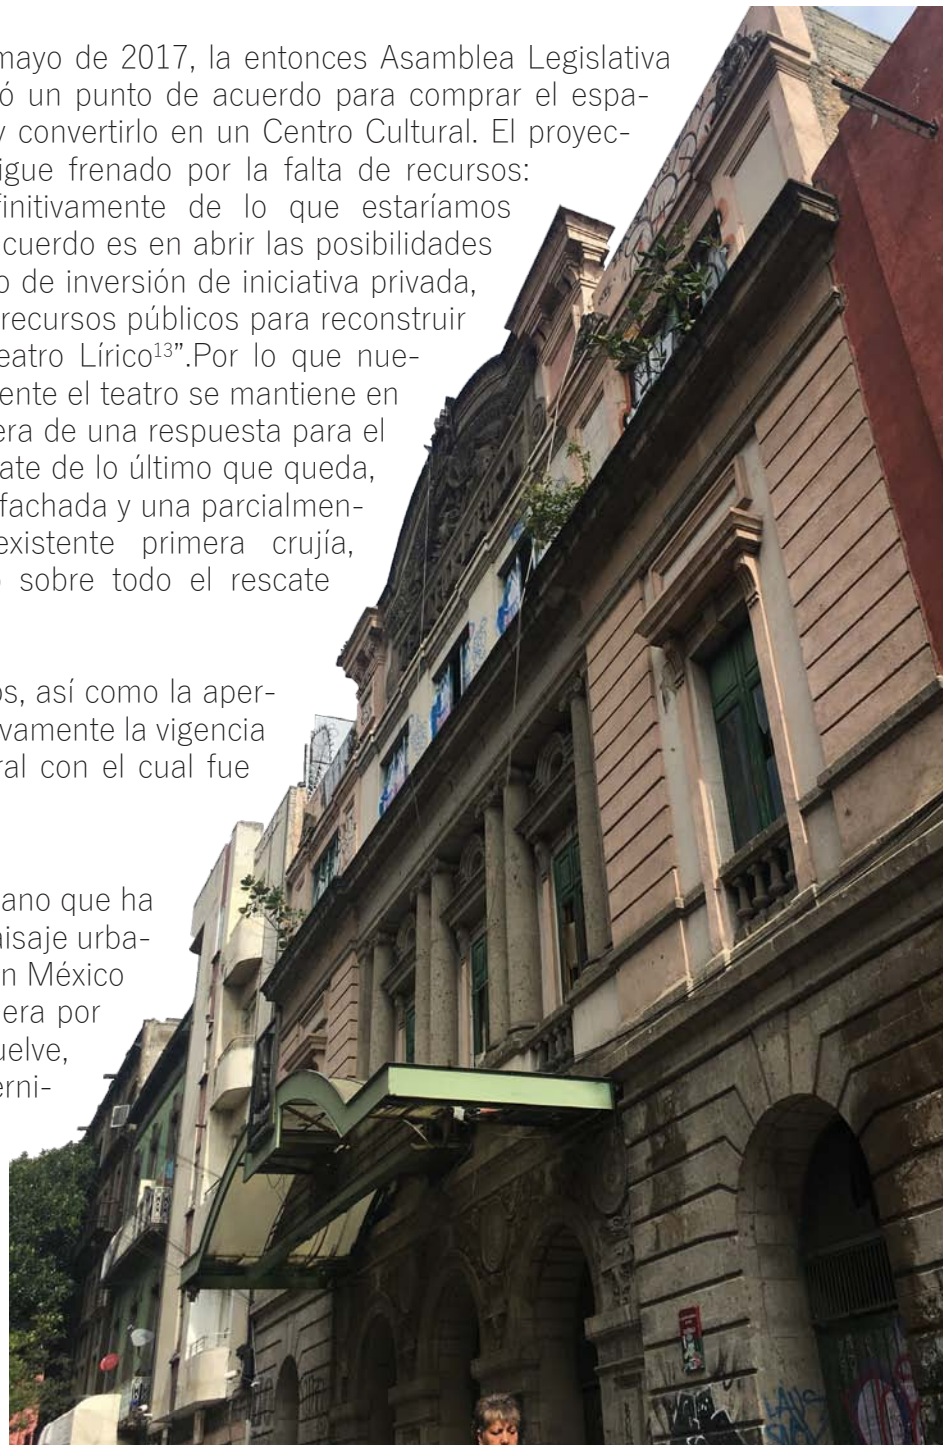 mayo de 2017, la entonces Asamblea Legislativa
ó un punto de acuerdo para comprar el espa-
y convertirlo en un Centro Cultural. El proyec-
igue frenado por la falta de recursos:
finitivamente de lo que estaríamos
cuerdo es en abrir las posibilidades
o de inversión de iniciativa privada,
recursos públicos para reconstruir
eatro Lírico¹³”.Por lo que nue-
ente el teatro se mantiene en
era de una respuesta para el
ate de lo último que queda,
fachada y una parcialmen-
existente primera crujía,
o sobre todo el rescate
os, así como la aper-
vamente la vigencia
ral con el cual fue
ano que ha
aisaje urba-
n México
era por
uelve,
erni-